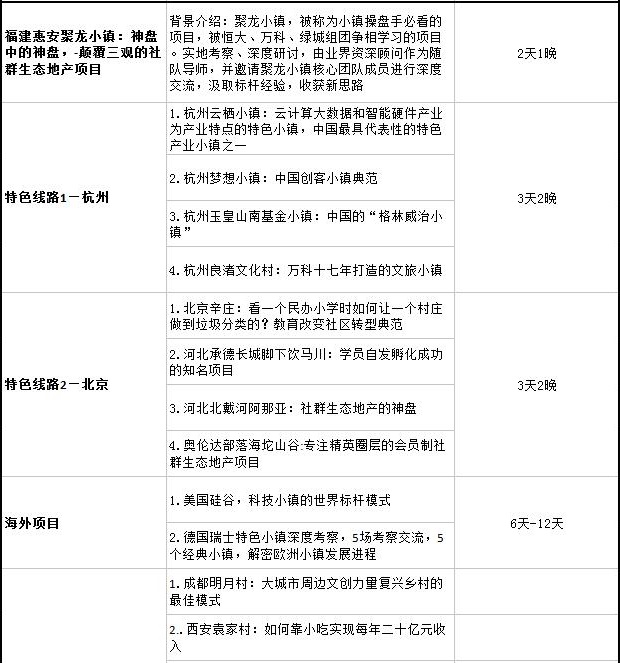 福建惠安聚龙小镇：神盘
中的神盘，-颠覆三观的社
群生态地产项目
背景介绍：聚龙小镇，被称为小镇操盘手必看的
项目，被恒大、万科、绿城组团争相学习的项目
。实地考察、深度研讨，由业界资深顾问作为随
队导师，并邀请聚龙小镇核心团队成员进行深度
交流，汲取标杆经验，收获新思路
2天1晚
特色线路1－杭州
1.杭州云栖小镇：云计算大数据和智能硬件产业
为产业特点的特色小镇，中国最具代表性的特色
产业小镇之一
2.杭州梦想小镇：中国创客小镇典范
3.杭州玉皇山南基金小镇：中国的“格林威治小
镇”
4.杭州良渚文化村：万科十七年打造的文旅小镇
3天2晚
特色线路2－北京
1.北京辛庄：看一个民办小学时如何让一个村庄
做到垃圾分类的？教育改变社区转型典范
2.河北承德长城脚下饮马川：学员自发孵化成功
的知名项目
3.河北北戴河阿那亚：社群生态地产的神盘
4.奥伦达部落海坨山谷:专注精英圈层的会员制社
群生态地产项目
3天2晚
海外项目
1.美国硅谷，科技小镇的世界标杆模式
2.德国瑞士特色小镇深度考察，5场考察交流，5
个经典小镇，解密欧洲小镇发展进程
6天-12天
1.成都明月村：大城市周边文创力量复兴乡村的
最佳模式
2..西安袁家村：如何靠小吃实现每年二十亿元收
入